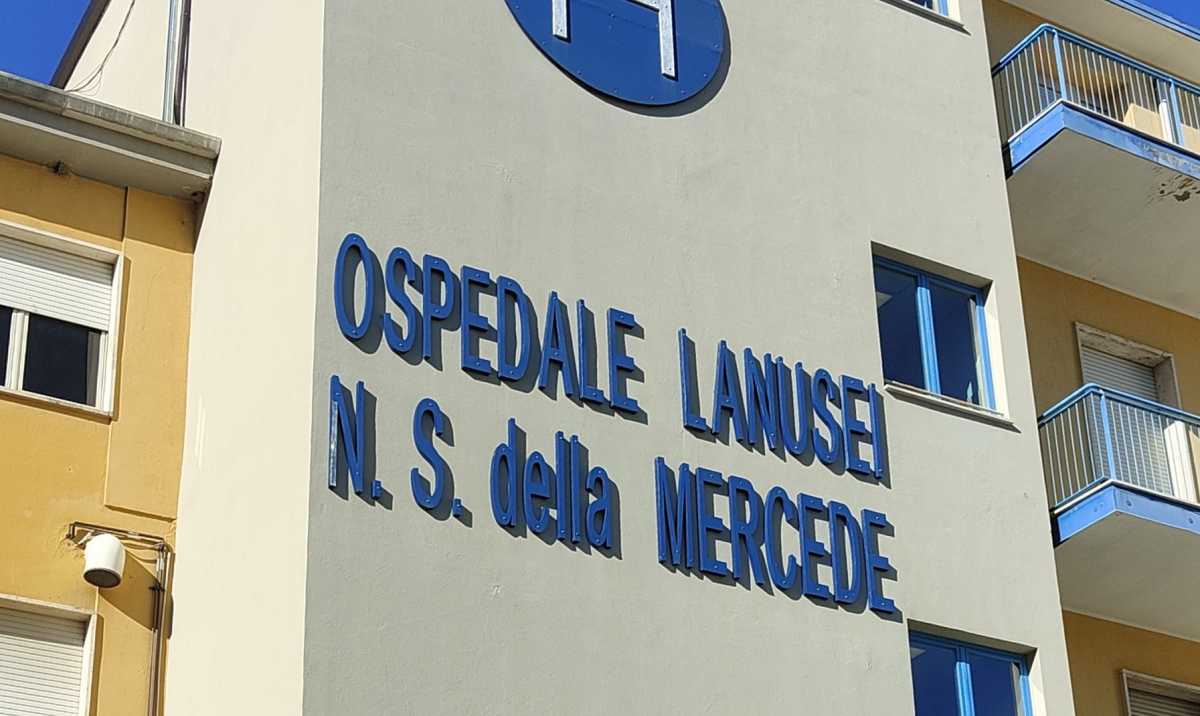 H
OSPEDALE LANUSEI
N. S. della MERCEDE